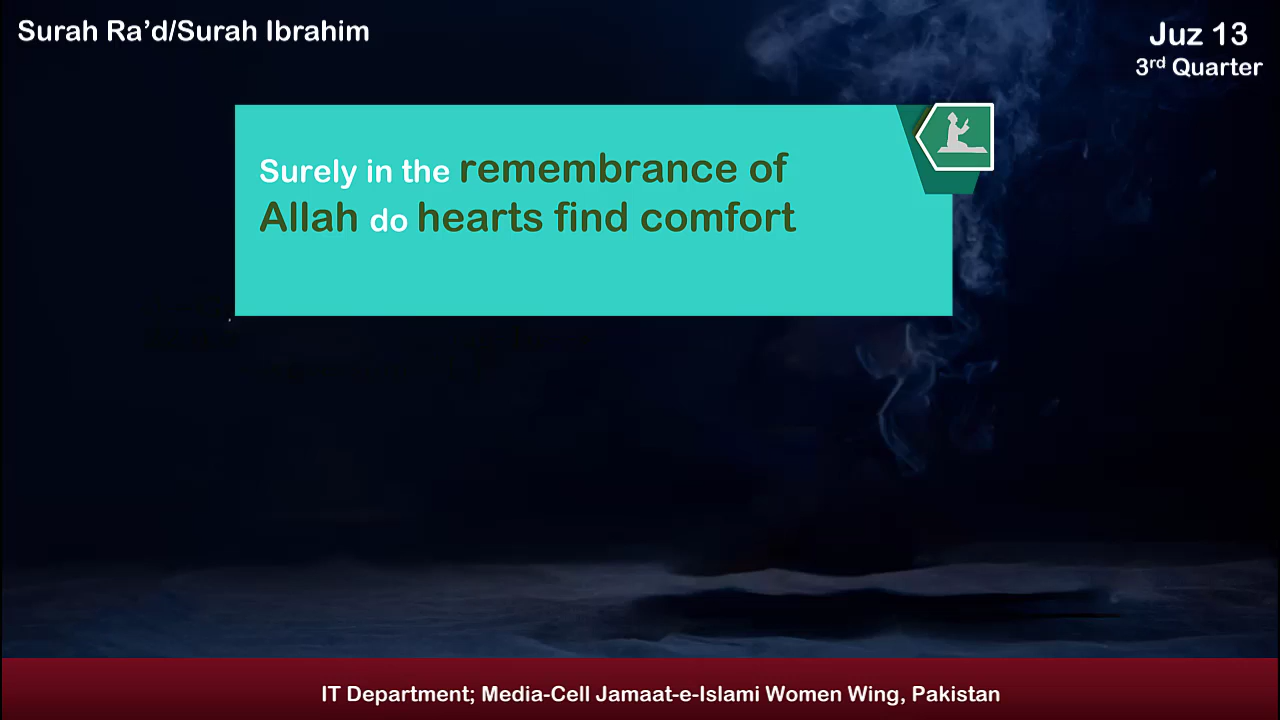 Surah Ra’d/Surah Ibrahim
Juz 13
3rd Quarter
Surely in the remembrance of
Allah do hearts find comfort
IT Department; Media-Cell Jamaat-e-Islami Women Wing, Pakistan